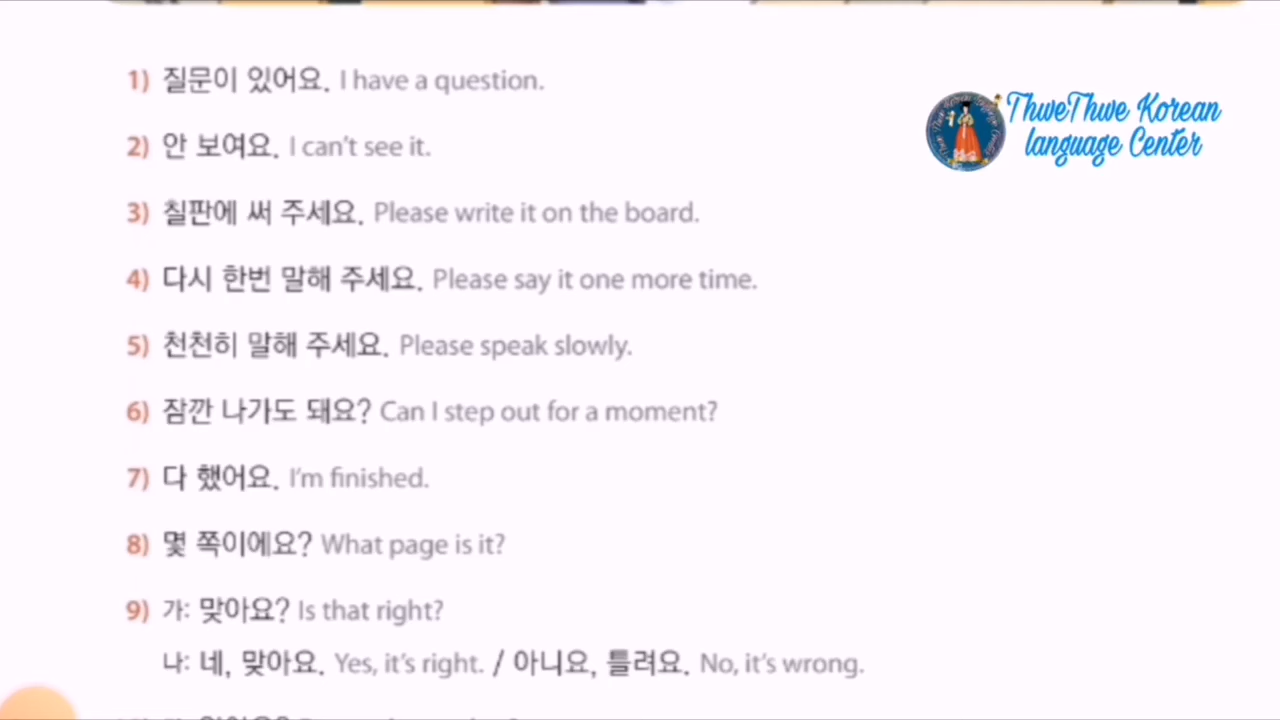 1) 질문이 있어요. I have a question.
ThweThwe Korean
language Center
2) 안 보여요. I can't see it.
3) 칠판에 써 주세요. Please write it on the board.
4) 다시 한번 말해 주세요. Please say it one more time.
5) 천천히 말해 주세요. Please speak slowly.
6) 잠깐 나가도 돼요? Can I step out for a moment?
7) 다 했어요. I'm finished.
8) 몇 쪽이에요? What page is it?
9) 가: 맞아요? Is that right?
나: 네, 맞아요. Yes, it's right. / 아니요, 틀려요. No, it's wrong.